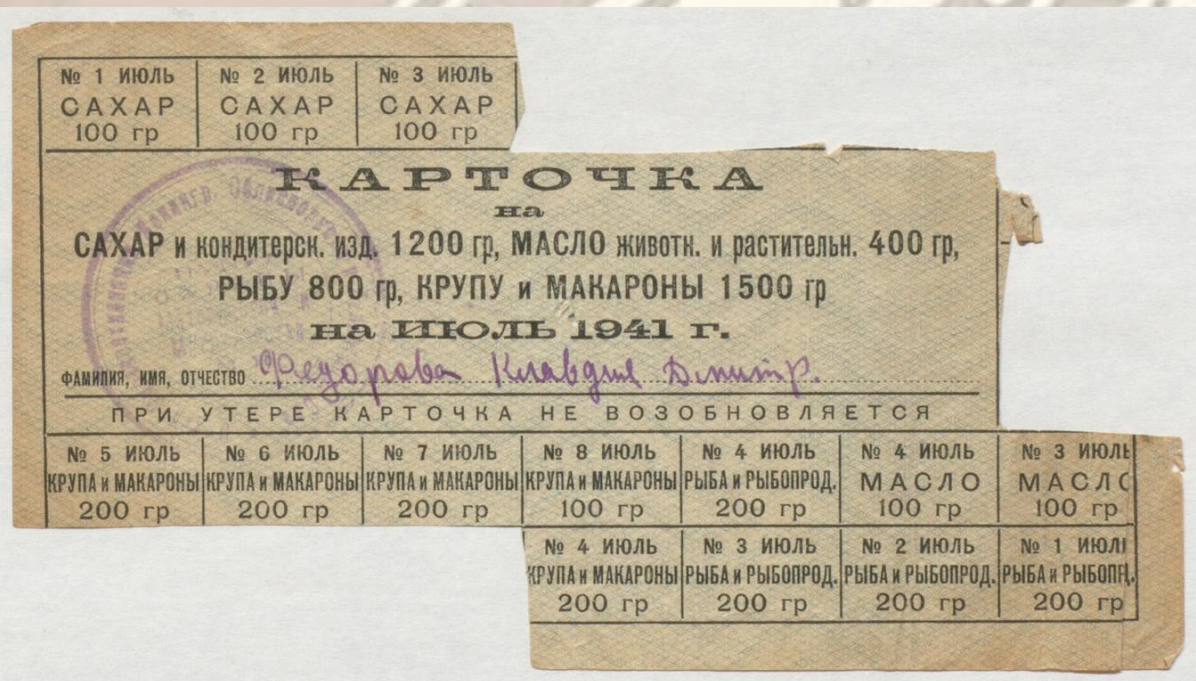 № 1 ИЮЛЬ № 2 ИЮЛЬ № 3 ИЮЛЬ
САХАР САХАР САХАР
100 гр 100 гр 100 гр
КАРТОЧКА
на
САХАР и кондитерск. изд. 1200 гр, МАСЛО животн. и растительн. 400 гр,
РЫБУ 800 гр, КРУПУ и МАКАРОНЫ 1500 гр
на ИЮЛЬ 1941 г.
ФАМИЛИЯ, ИМЯ, ОТЧЕСТВО Федорова Клавдия Дмитр.
ПРИ УТЕРЕ КАРТОЧКА НЕ ВОЗОБНОВЛЯЕТСЯ
№ 5 ИЮЛЬ № 6 ИЮЛЬ № 7 ИЮЛЬ № 8 ИЮЛЬ № 4 ИЮЛЬ № 4 ИЮЛЬ № 3 ИЮЛЬ
КРУПА и МАКАРОНЫ КРУПА и МАКАРОНЫ КРУПА и МАКАРОНЫ КРУПА и МАКАРОНЫ РЫБА и РЫБОПРОД. МАСЛО МАСЛО
200 гр 200 гр 200 гр 100 гр 200 гр 100 гр 100 гр
№ 4 ИЮЛЬ № 3 ИЮЛЬ № 2 ИЮЛЬ № 1 ИЮЛЬ
КРУПА и МАКАРОНЫ РЫБА и РЫБОПРОД. РЫБА и РЫБОПРОД. РЫБА и РЫБОПР.
200 гр 200 гр 200 гр 200 гр